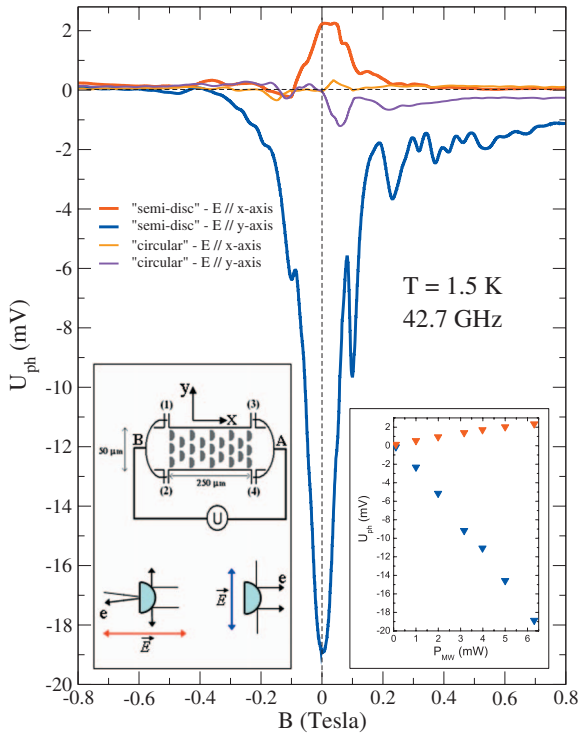 2
0
-2
-4
-6
-8
-10
-12
-14
-16
-18
-20
U_ph (mV)
-0.8 -0.6 -0.4 -0.2 0 0.2 0.4 0.6 0.8
B (Tesla)
"semi-disc" - E // x-axis
"semi-disc" - E // y-axis
"circular" - E // x-axis
"circular" - E // y-axis
T = 1.5 K
42.7 GHz
y
(1) (3)
X
B A
50 μm
(2) 250 μm (4)
U
e E
E e
2
0
-2
-4
-6
-8
-10
-12
-14
-16
-18
-20
U_ph (mV)
0 1 2 3 4 5 6
P_MW (mW)